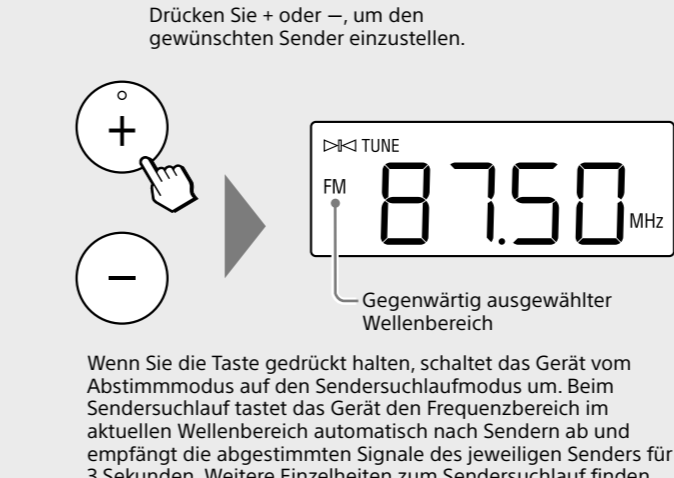 Drücken Sie + oder –, um den
gewünschten Sender einzustellen.
+
TUNE
FM
87.50 MHz
–
Gegenwärtig ausgewählter
Wellenbereich
Wenn Sie die Taste gedrückt halten, schaltet das Gerät vom
Abstimmmodus auf den Sendersuchlaufmodus um. Beim
Sendersuchlauf tastet das Gerät den Frequenzbereich im
aktuellen Wellenbereich automatisch nach Sendern ab und
empfängt die abgestimmten Signale des jeweiligen Senders für
3 Sekunden. Weitere Einzelheiten zum Sendersuchlauf finden